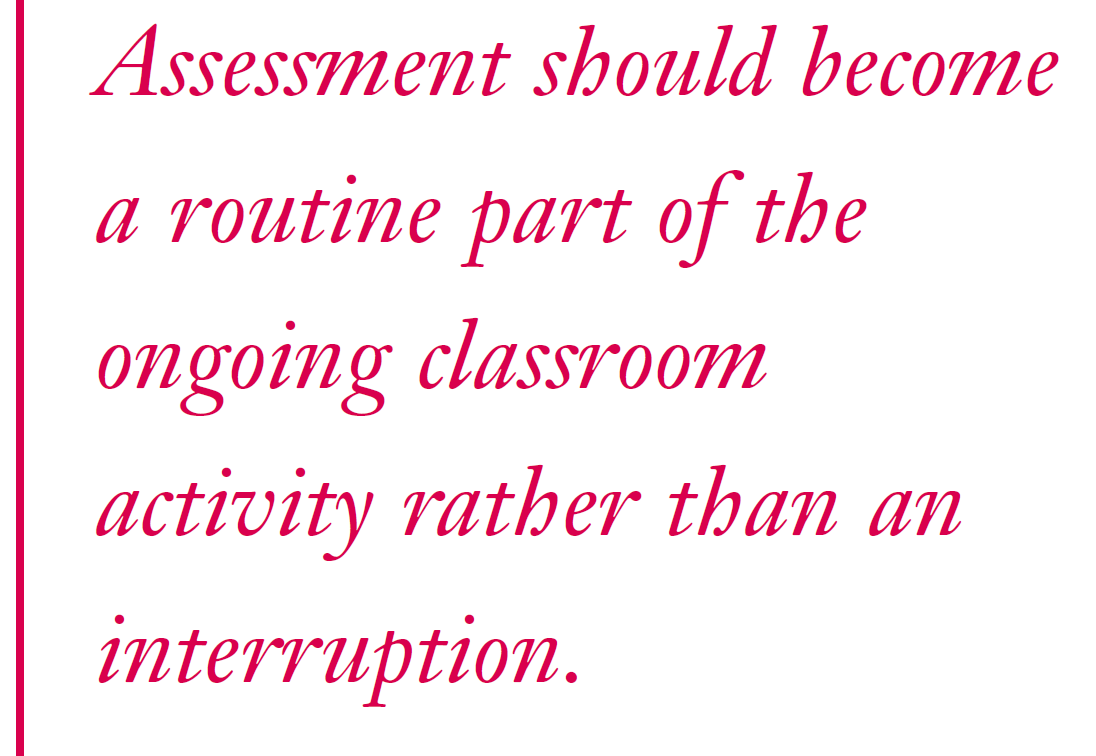 Assessment should become
a routine part of the
ongoing classroom
activity rather than an
interruption.